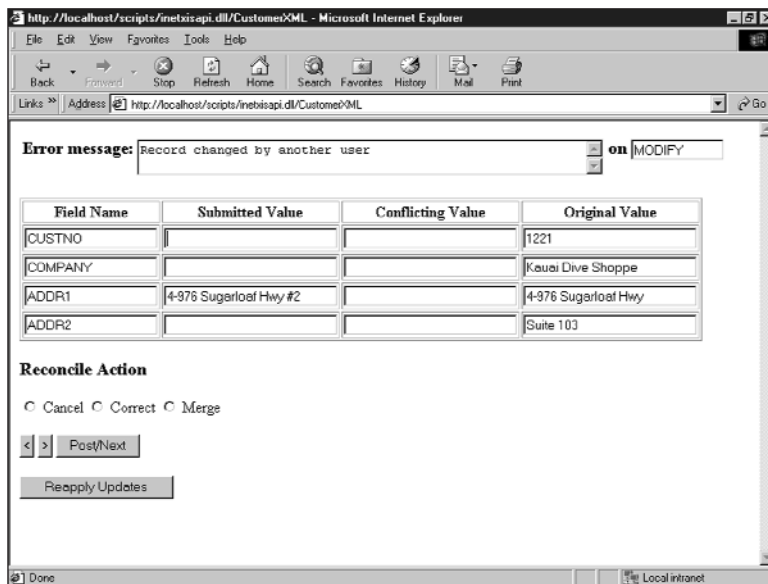 http://localhost/scripts/inetxisapi.dll/CustomerXML - Microsoft Internet Explorer
File Edit View Favorites Tools Help
Back Forward Stop Refresh Home Search Favorites History Mail Print
Links » Address http://localhost/scripts/inetxisapi.dll/CustomerXML Go
Error message: Record changed by another user on MODIFY
Field Name Submitted Value Conflicting Value Original Value
CUSTNO 1221
COMPANY Kauai Dive Shoppe
ADDR1 4-976 Sugarloaf Hwy #2 4-976 Sugarloaf Hwy
ADDR2 Suite 103
Reconcile Action
Cancel Correct Merge
< > Post/Next
Reapply Updates
Done Local intranet